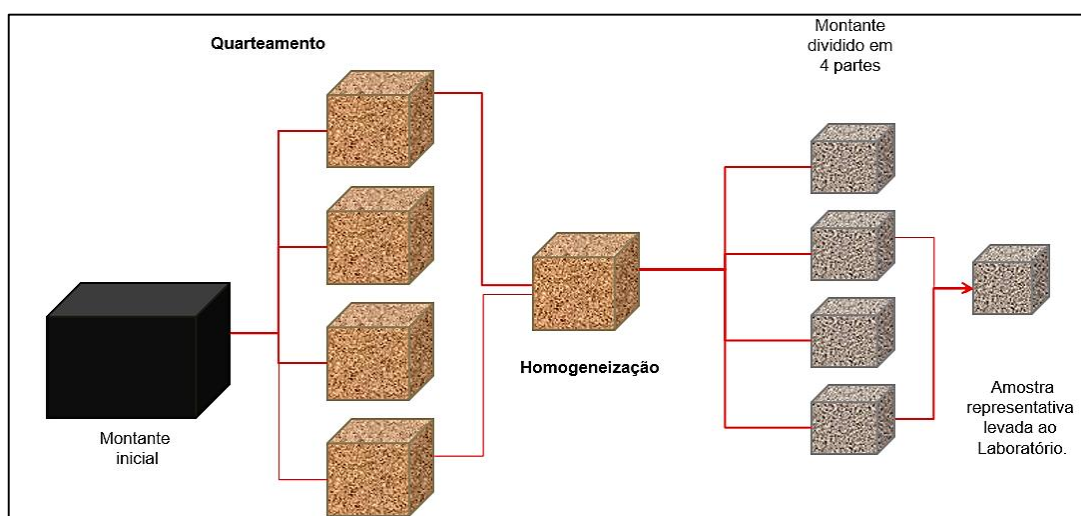 Quarteamento
Montante
dividido em
4 partes
Montante
inicial
Homogeneização
Amostra
representativa
levada ao
Laboratório.